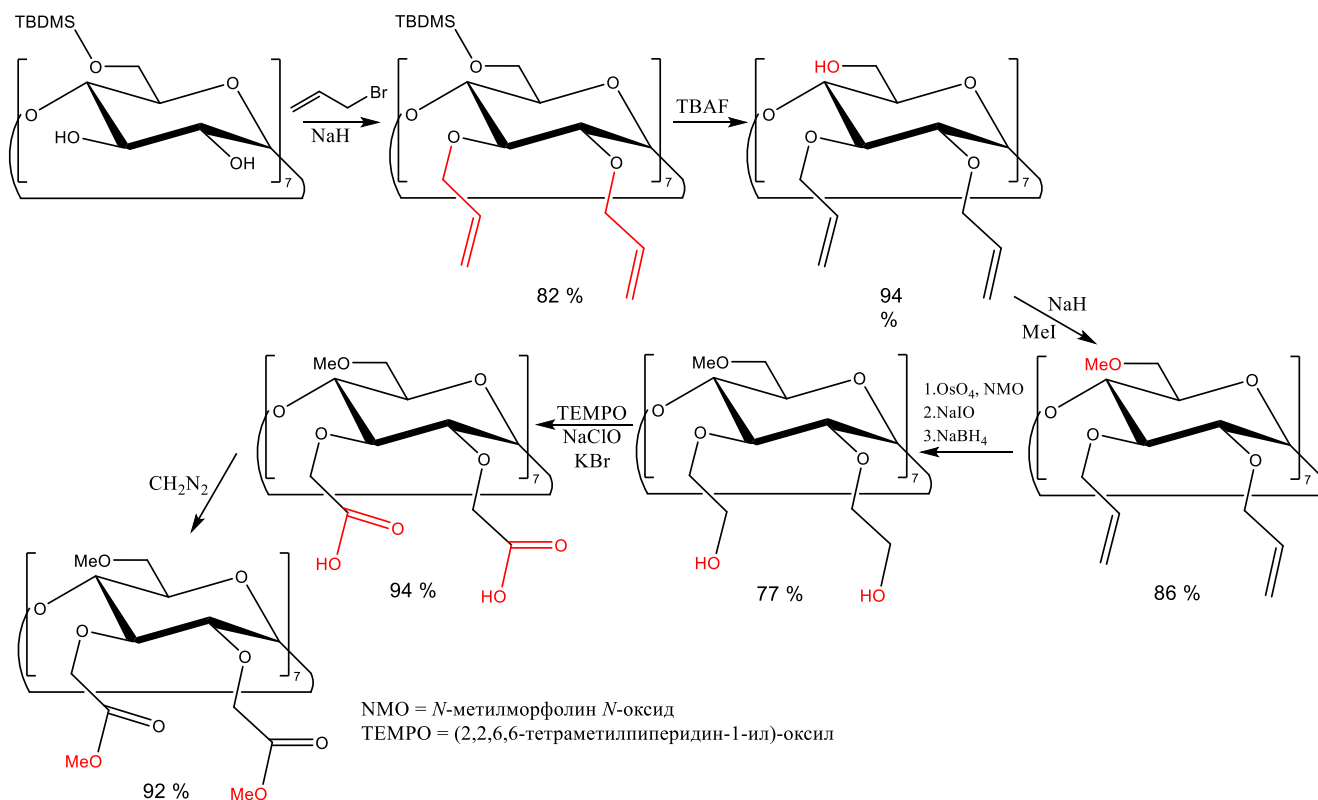 TBDMS
O
O
O
HO
OH
7
Br
NaH
TBDMS
O
O
O
O
O
7
82 %
TBAF
HO
O
O
O
O
7
94
%
NaH
MeI
MeO
O
O
O
O
7
86 %
1.OsO4, NMO
2.NaIO
3.NaBH4
MeO
O
O
O
O
7
HO
HO
77 %
TEMPO
NaClO
KBr
MeO
O
O
O
O
7
O
HO
O
HO
94 %
CH2N2
MeO
O
O
O
O
7
O
MeO
O
MeO
92 %
NMO = N-метилморфолин N-оксид
TEMPO = (2,2,6,6-тетраметилпиперидин-1-ил)-оксил